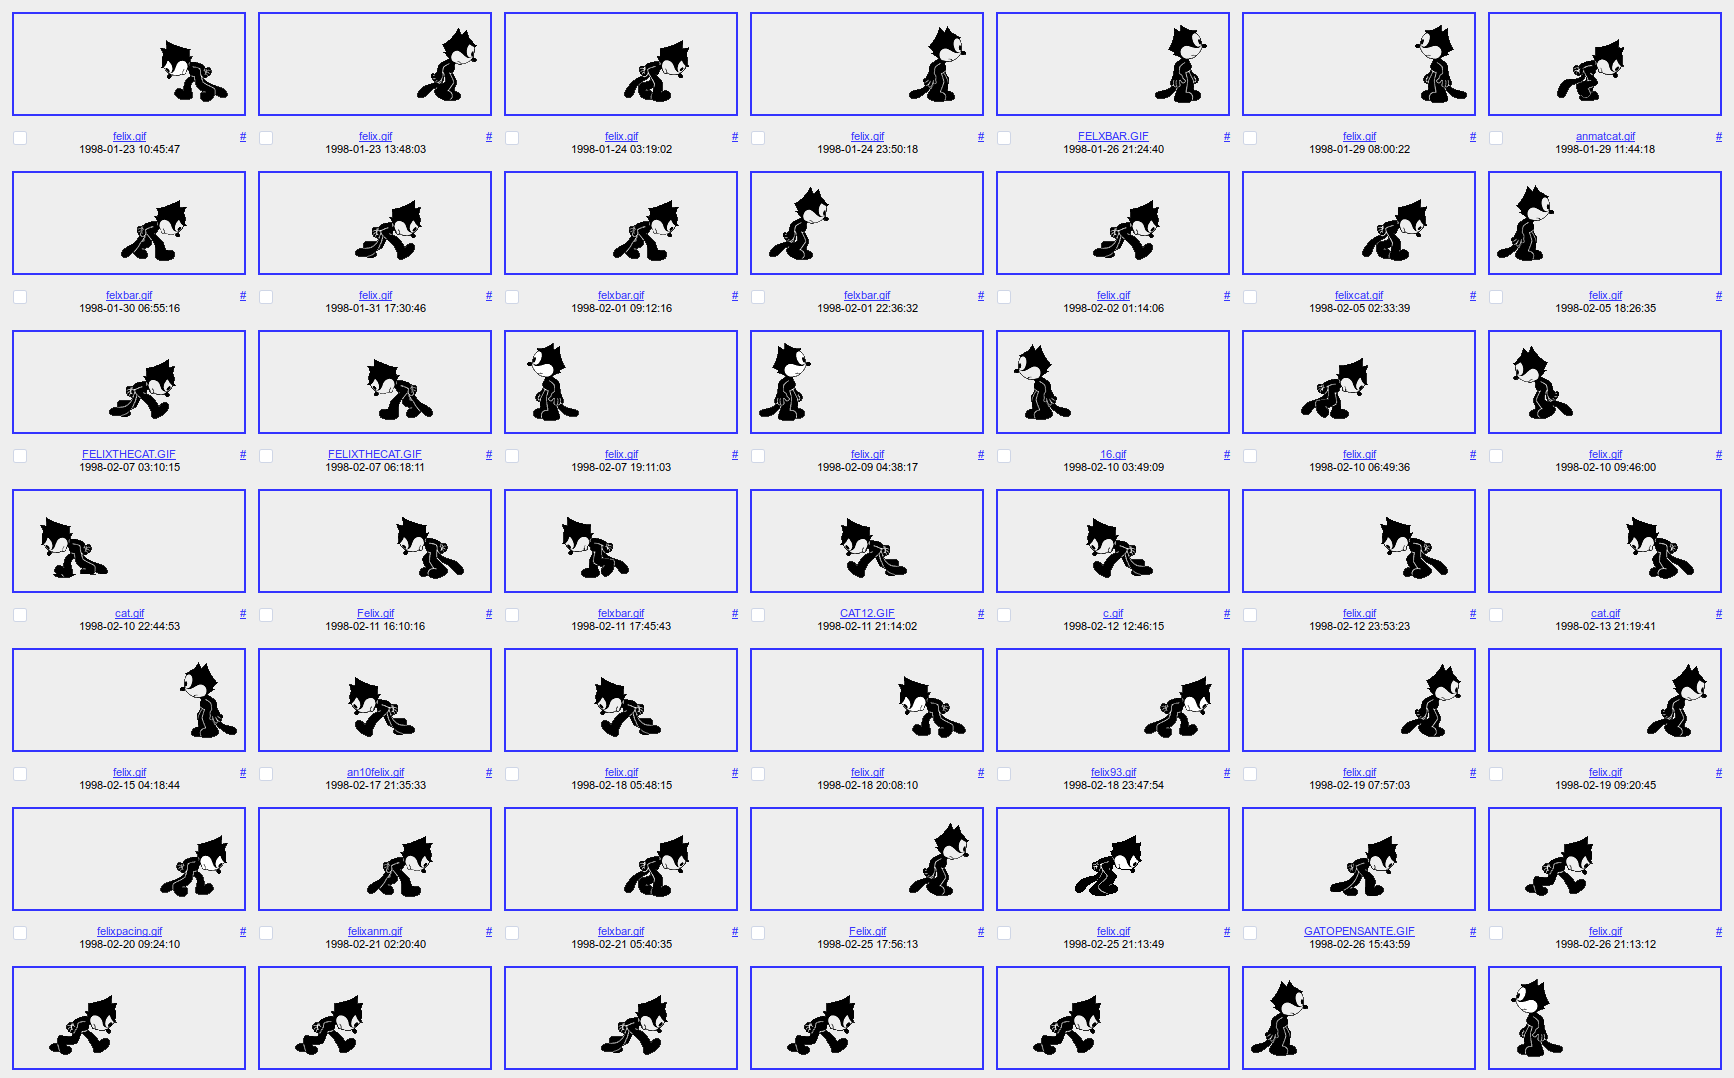 felix.gif #
1998-01-23 10:45:47
felix.gif #
1998-01-23 13:48:03
felix.gif #
1998-01-24 03:19:02
felix.gif #
1998-01-24 23:50:18
FELXBAR.GIF #
1998-01-26 21:24:40
felix.gif #
1998-01-29 08:00:22
anmatcat.gif #
1998-01-29 11:44:18
felxbar.gif #
1998-01-30 06:55:16
felix.gif #
1998-01-31 17:30:46
felxbar.gif #
1998-02-01 09:12:16
felxbar.gif #
1998-02-01 22:36:32
felix.gif #
1998-02-02 01:14:06
felixcat.gif #
1998-02-05 02:33:39
felix.gif #
1998-02-05 18:26:35
FELIXTHECAT.GIF #
1998-02-07 03:10:15
FELIXTHECAT.GIF #
1998-02-07 06:18:11
felix.gif #
1998-02-07 19:11:03
felix.gif #
1998-02-09 04:38:17
16.gif #
1998-02-10 03:49:09
felix.gif #
1998-02-10 06:49:36
felix.gif #
1998-02-10 09:46:00
cat.gif #
1998-02-10 22:44:53
Felix.gif #
1998-02-11 16:10:16
felxbar.gif #
1998-02-11 17:45:43
CAT12.GIF #
1998-02-11 21:14:02
c.gif #
1998-02-12 12:46:15
felix.gif #
1998-02-12 23:53:23
cat.gif #
1998-02-13 21:19:41
felix.gif #
1998-02-15 04:18:44
an10felix.gif #
1998-02-17 21:35:33
felix.gif #
1998-02-18 05:48:15
felix.gif #
1998-02-18 20:08:10
felix93.gif #
1998-02-18 23:47:54
felix.gif #
1998-02-19 07:57:03
felix.gif #
1998-02-19 09:20:45
felixpacing.gif #
1998-02-20 09:24:10
felixanm.gif #
1998-02-21 02:20:40
felxbar.gif #
1998-02-21 05:40:35
Felix.gif #
1998-02-25 17:56:13
felix.gif #
1998-02-25 21:13:49
GATOPENSANTE.GIF #
1998-02-26 15:43:59
felix.gif #
1998-02-26 21:13:12